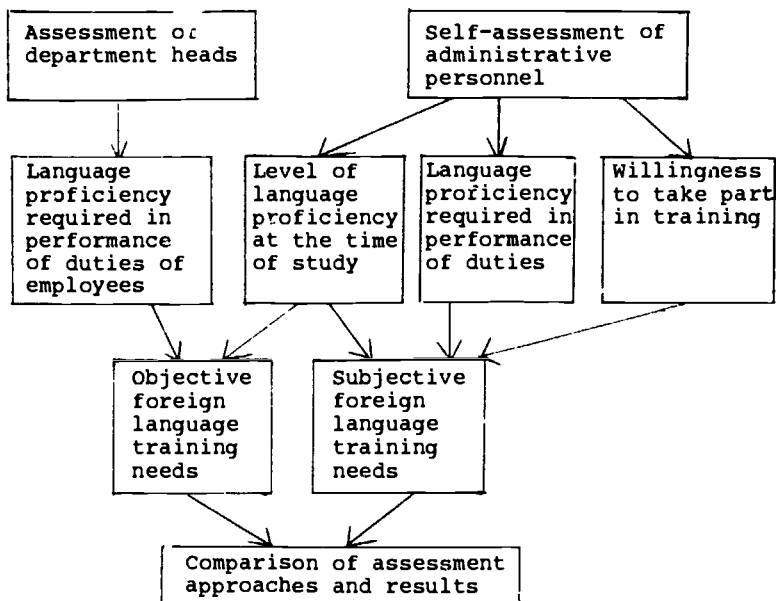 Assessment of
department heads
Self-assessment of
administrative
personnel
Language
proficiency
required in
performance
of duties of
employees
Level of
language
proficiency
at the time
of study
Language
proficiency
required in
performance
of duties
Willingness
to take part
in training
Objective
foreign
language
training
needs
Subjective
foreign
language
training
needs
Comparison of assessment
approaches and results